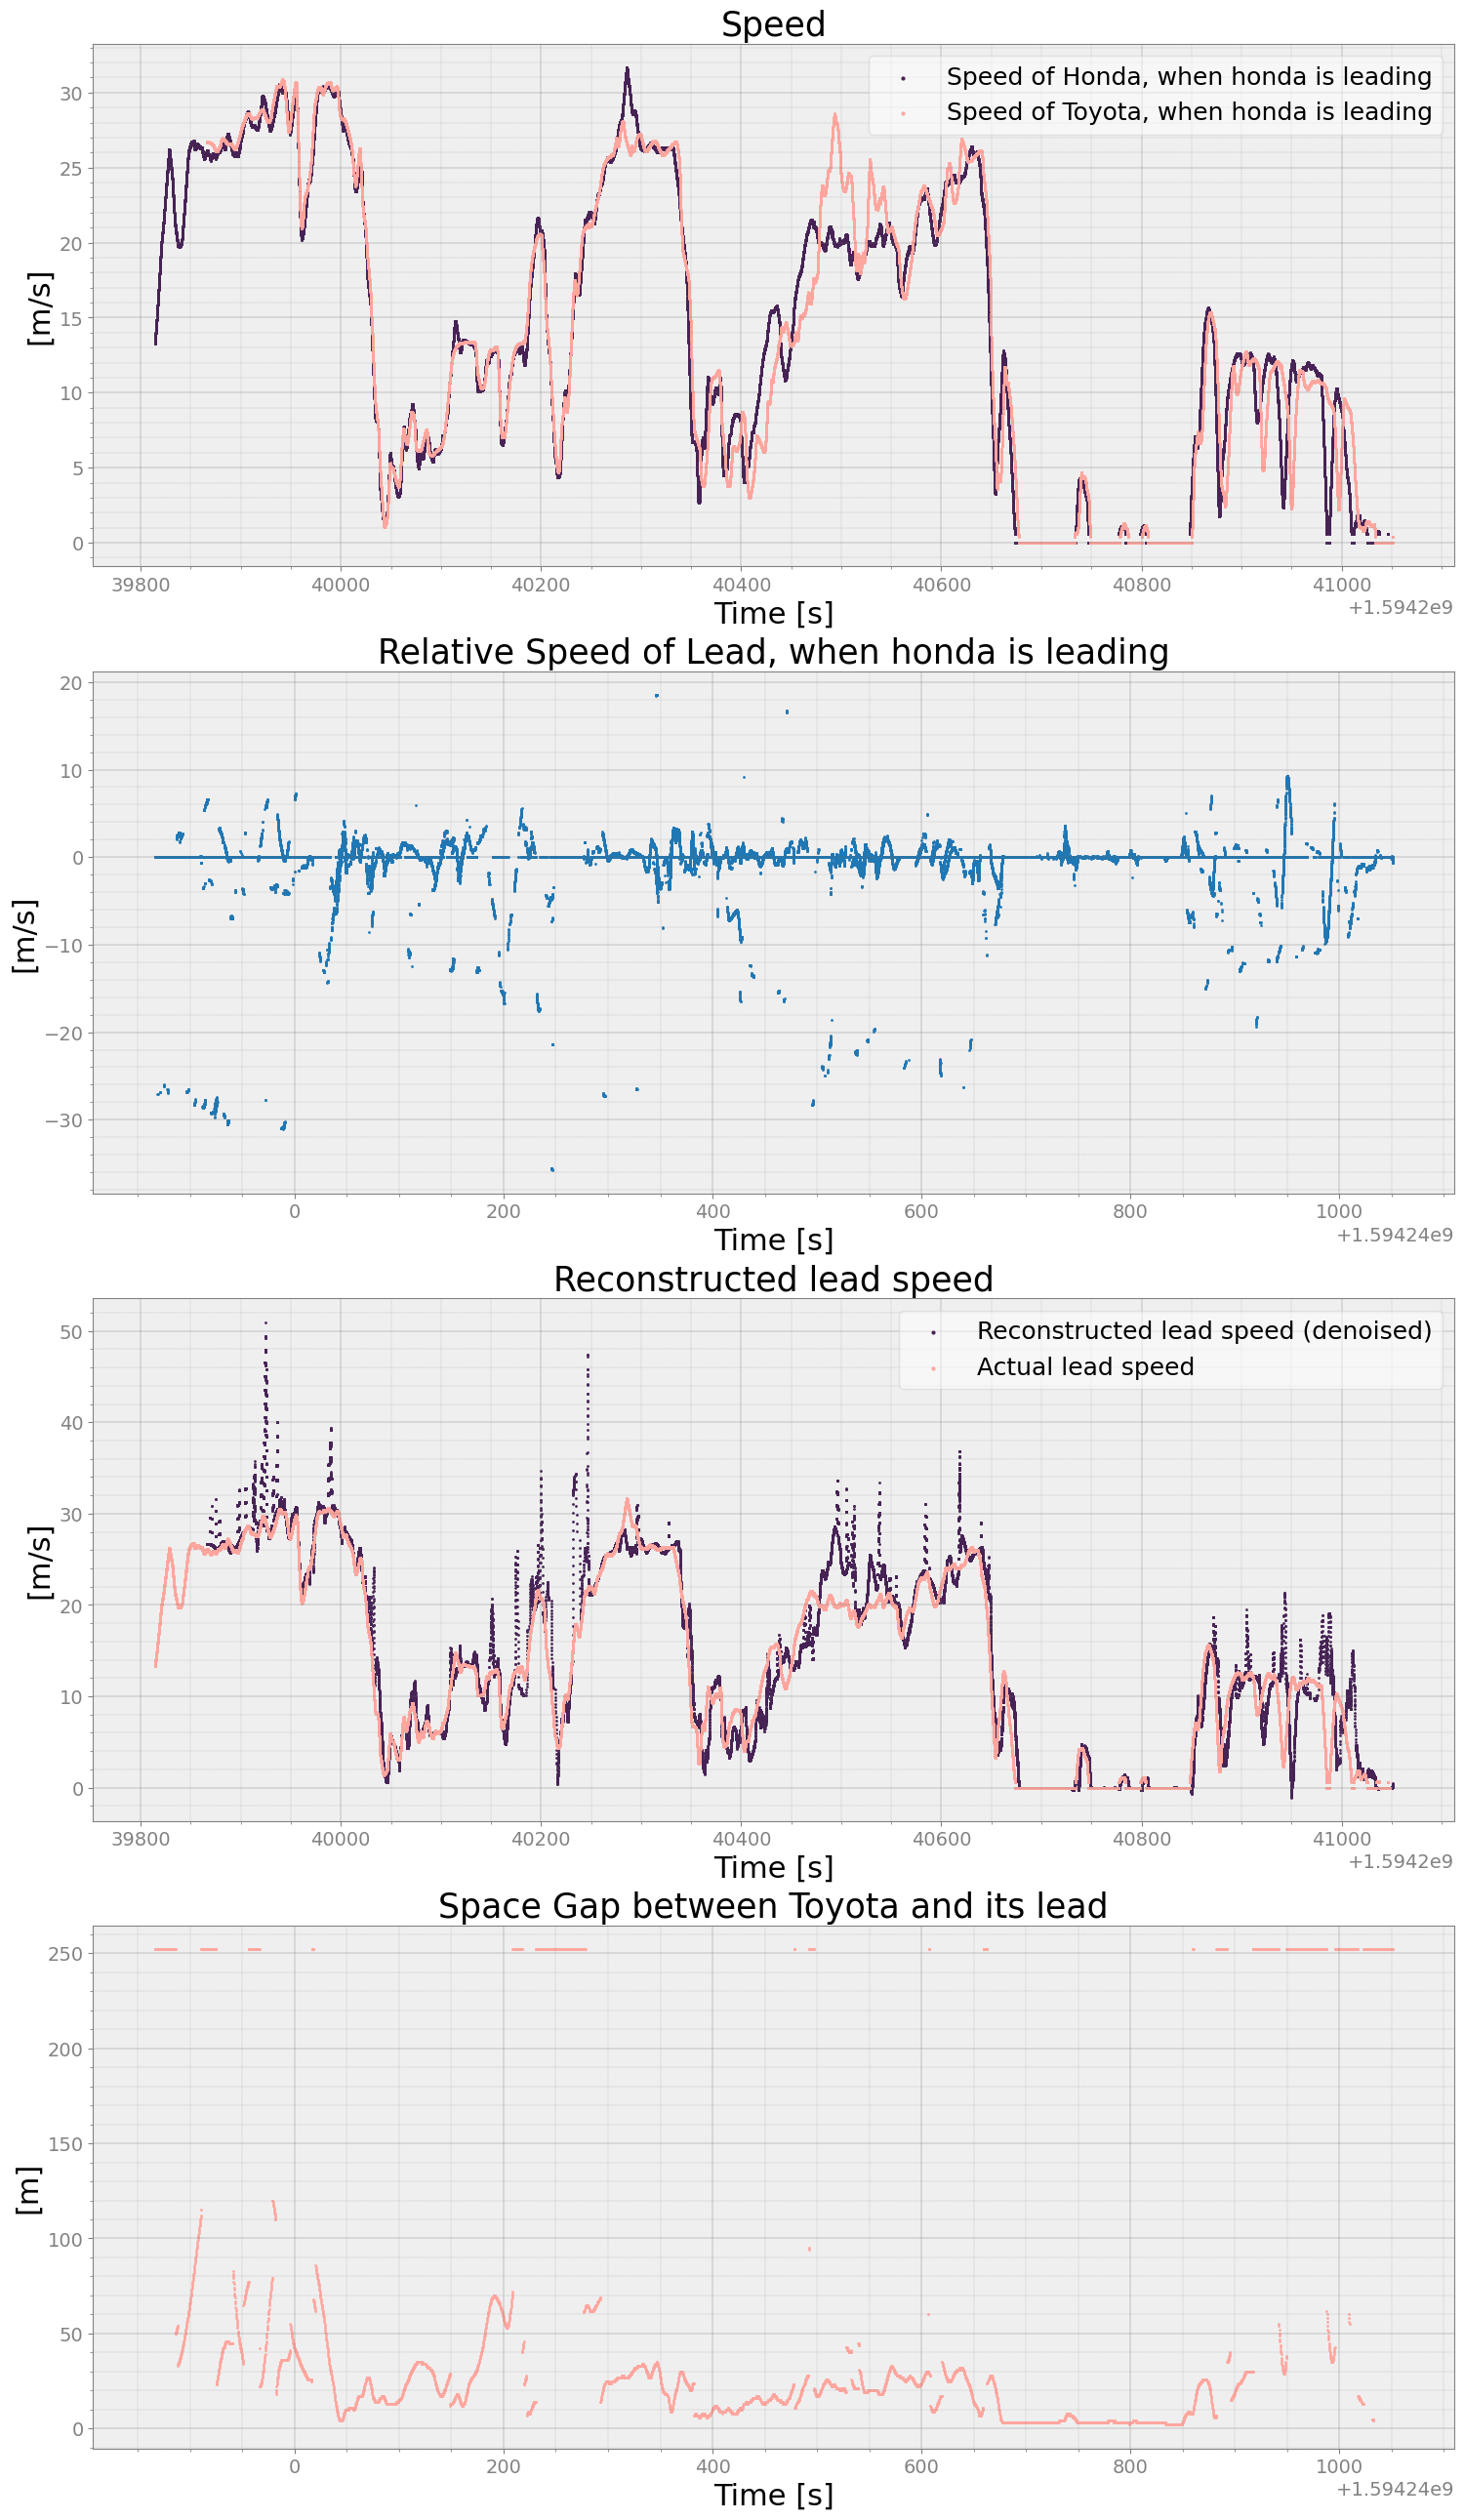 Speed
Speed of Honda, when honda is leading
Speed of Toyota, when honda is leading
30
25
20
15
10
5
0
[m/s]
39800 40000 40200 40400 40600 40800 41000
+1.5942e9
Time [s]
Relative Speed of Lead, when honda is leading
20
10
0
−10
−20
−30
[m/s]
0 200 400 600 800 1000
+1.59424e9
Time [s]
Reconstructed lead speed
Reconstructed lead speed (denoised)
Actual lead speed
50
40
30
20
10
0
[m/s]
39800 40000 40200 40400 40600 40800 41000
+1.5942e9
Time [s]
Space Gap between Toyota and its lead
250
200
150
100
50
0
[m]
0 200 400 600 800 1000
+1.59424e9
Time [s]